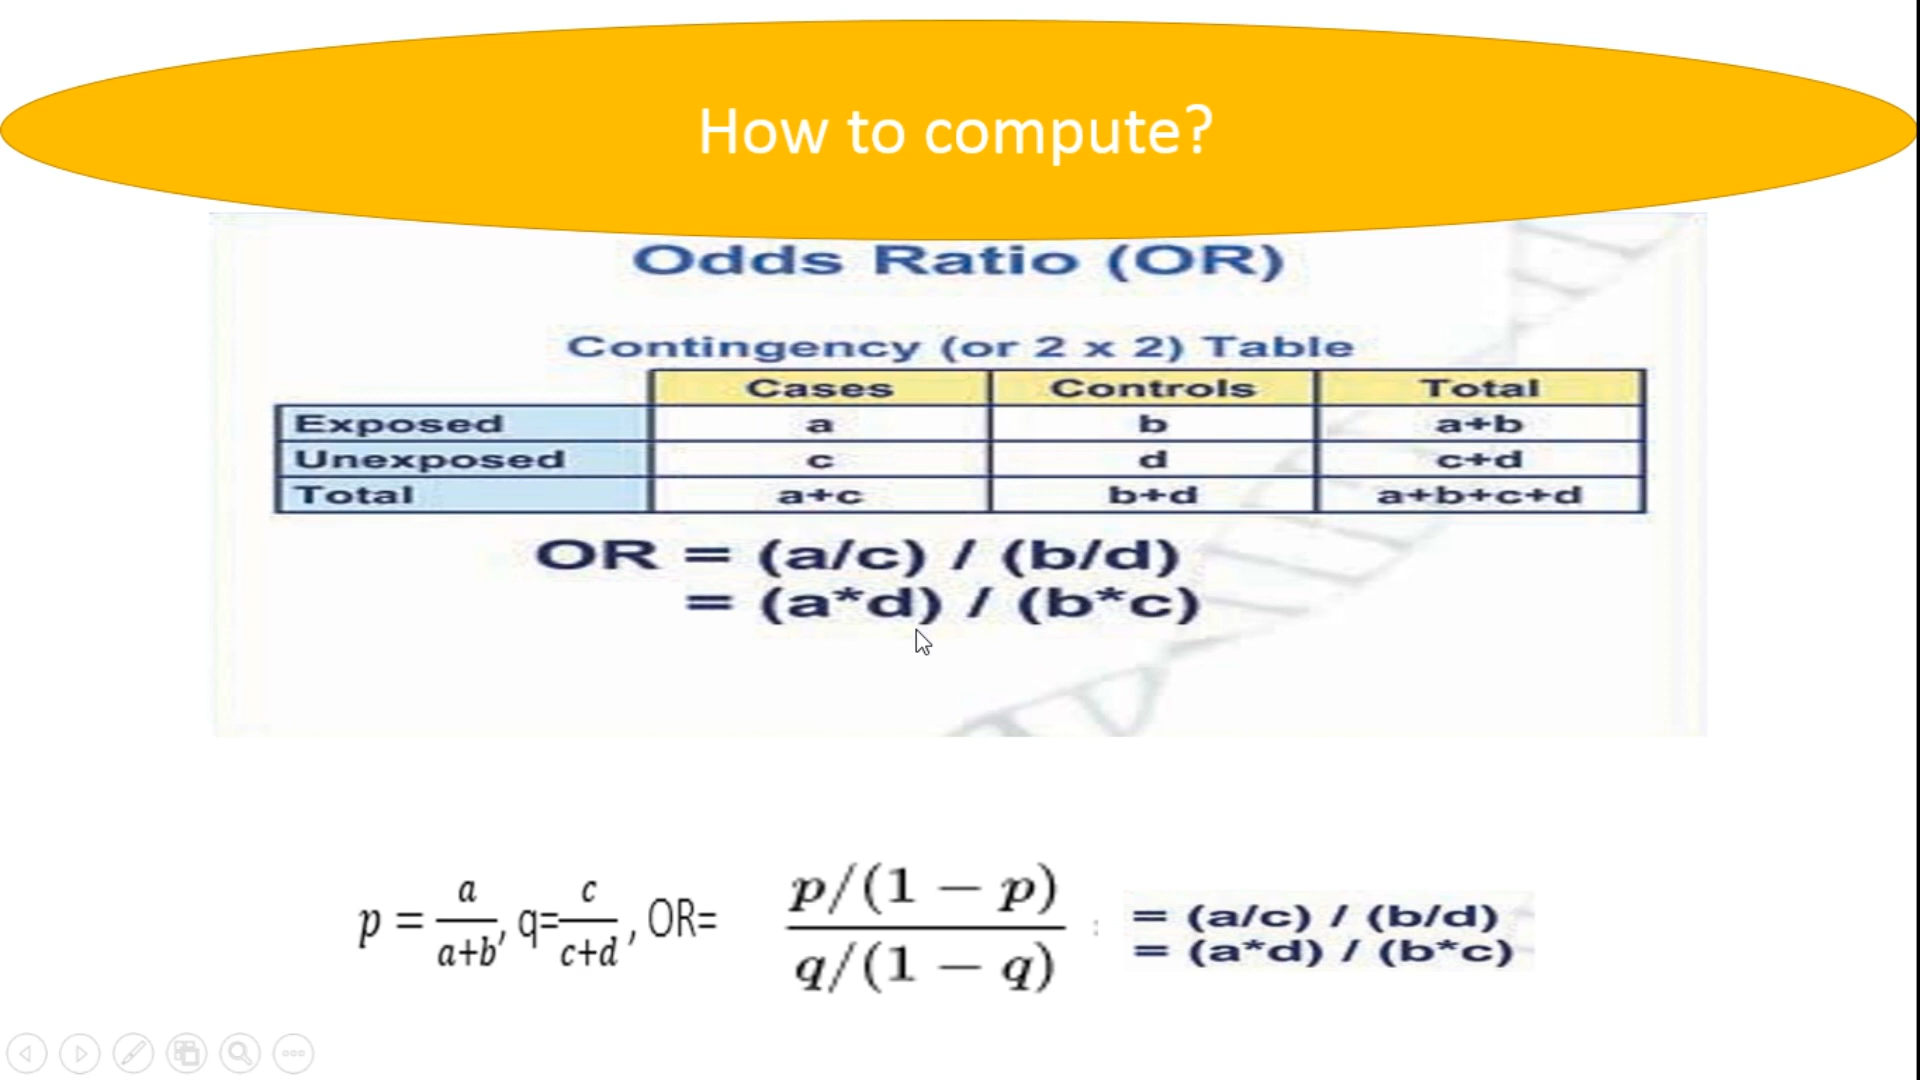 How to compute?
Odds Ratio (OR)
Contingency (or 2 x 2) Table
Cases Controls Total
Exposed a b a+b
Unexposed c d c+d
Total a+c b+d a+b+c+d
OR = (a/c) / (b/d)
= (a*d) / (b*c)
p = a/a+b, q= c/c+d , OR= p/(1 − p) / q/(1 − q) :
= (a/c) / (b/d)
= (a*d) / (b*c)